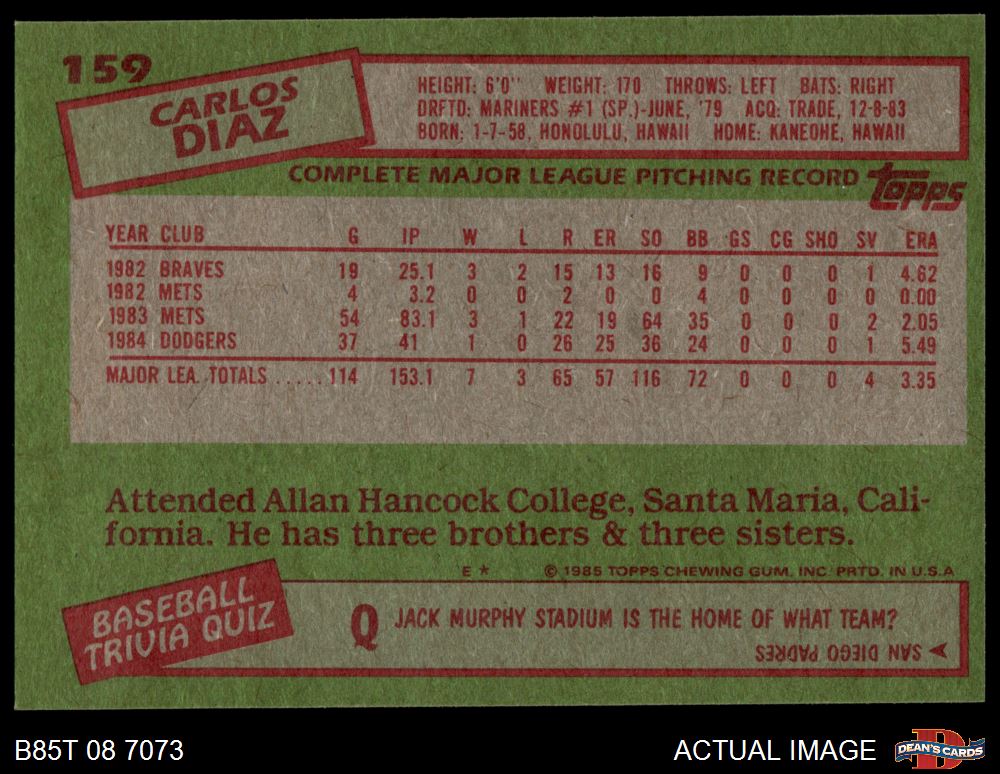 159
CARLOS
DIAZ
HEIGHT: 6'0" WEIGHT: 170 THROWS: LEFT BATS: RIGHT
DRFTD: MARINERS #1 (SP.)-JUNE, '79 ACQ: TRADE, 12-8-83
BORN: 1-7-58, HONOLULU, HAWAII HOME: KANEOHE, HAWAII
COMPLETE MAJOR LEAGUE PITCHING RECORD topps
YEAR CLUB G IP W L R ER SO BB GS CG SHO SV ERA
1982 BRAVES 19 25.1 3 2 15 13 16 9 0 0 0 1 4.62
1982 METS 4 3.2 0 0 2 0 0 4 0 0 0 0 0.00
1983 METS 54 83.1 3 1 22 19 64 35 0 0 0 2 2.05
1984 DODGERS 37 41 1 0 26 25 36 24 0 0 0 1 5.49
MAJOR LEA. TOTALS ..... 114 153.1 7 3 65 57 116 72 0 0 0 4 3.35
Attended Allan Hancock College, Santa Maria, Cali-
fornia. He has three brothers & three sisters.
E * © 1985 TOPPS CHEWING GUM, INC. PRTD. IN U.S.A
BASEBALL
TRIVIA QUIZ
Q JACK MURPHY STADIUM IS THE HOME OF WHAT TEAM?
SAN DIEGO PADRES
B85T 08 7073 ACTUAL IMAGE D DEAN'S CARDS